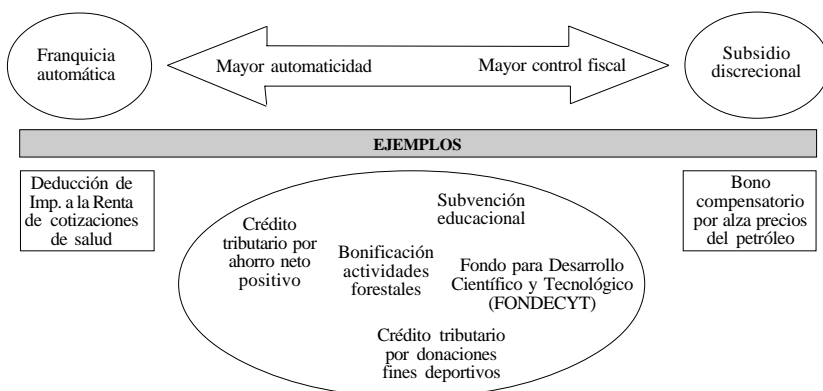 Franquicia
automática
Mayor automaticidad
Mayor control fiscal
Subsidio
discrecional
EJEMPLOS
Deducción de
Imp. a la Renta
de cotizaciones
de salud
Crédito
tributario por
ahorro neto
positivo
Bonificación
actividades
forestales
Subvención
educacional
Fondo para Desarrollo
Científico y Tecnológico
(FONDECYT)
Crédito tributario
por donaciones
fines deportivos
Bono
compensatorio
por alza precios
del petróleo